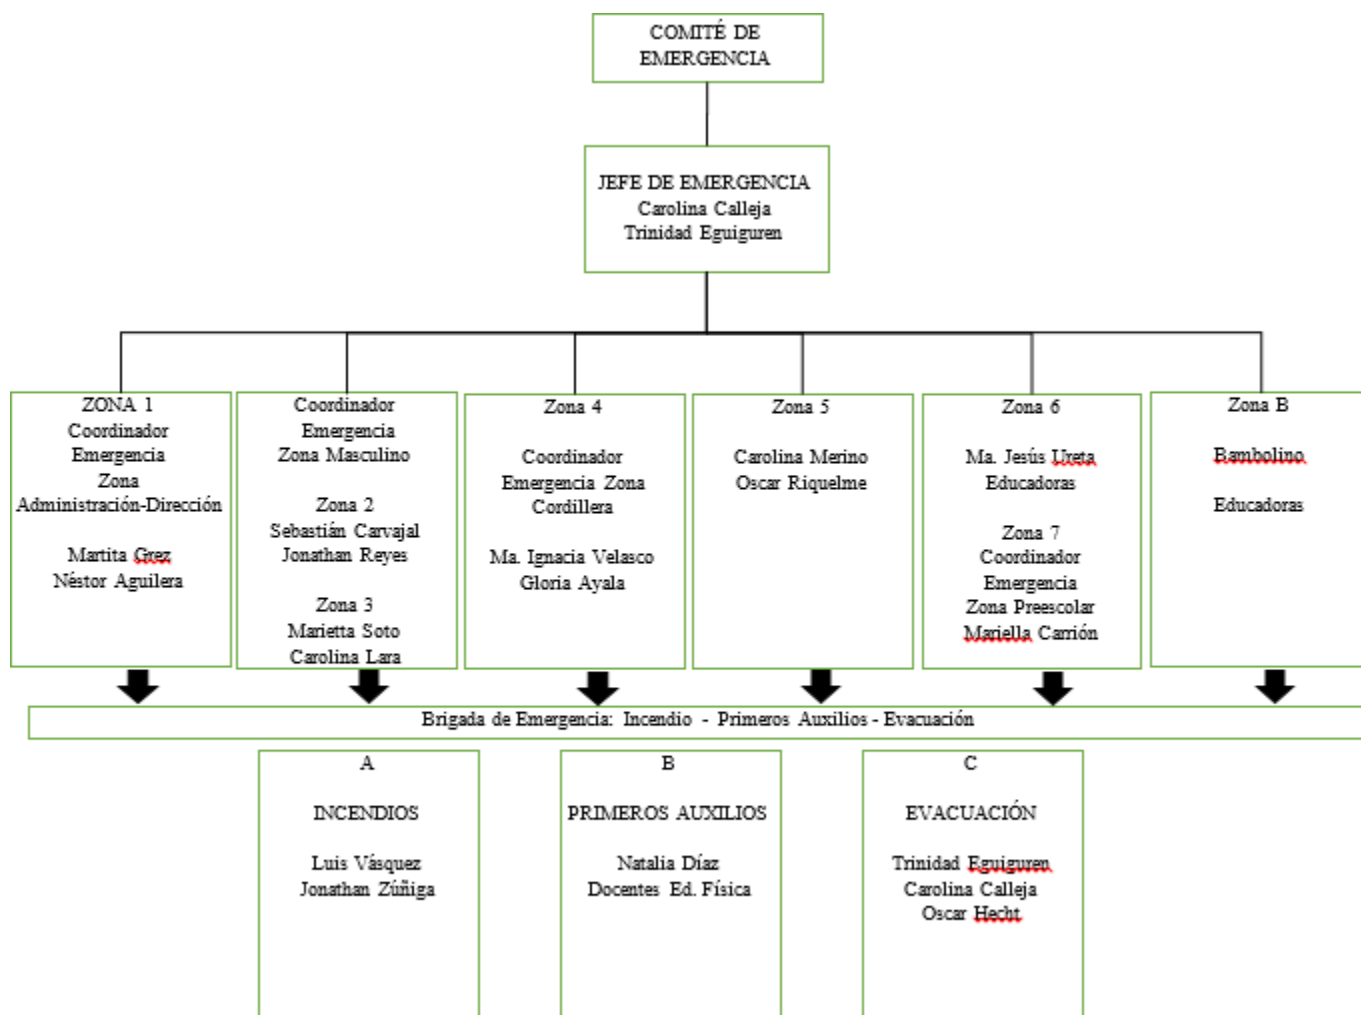 COMITÉ DE
EMERGENCIA
JEFE DE EMERGENCIA
Carolina Calleja
Trinidad Eguiguren
ZONA 1
Coordinador
Emergencia
Zona
Administración-Dirección
Martita Grez
Néstor Aguilera
Coordinador
Emergencia
Zona Masculino
Zona 2
Sebastián Carvajal
Jonathan Reyes
Zona 3
Marietta Soto
Carolina Lara
Zona 4
Coordinador
Emergencia Zona
Cordillera
Ma. Ignacia Velasco
Gloria Ayala
Zona 5
Carolina Merino
Oscar Riquelme
Zona 6
Ma. Jesús Ureta
Educadoras
Zona 7
Coordinador
Emergencia
Zona Preescolar
Mariella Carrión
Zona B
Bambolino
Educadoras
Brigada de Emergencia: Incendio - Primeros Auxilios - Evacuación
A
INCENDIOS
Luis Vásquez
Jonathan Zúñiga
B
PRIMEROS AUXILIOS
Natalia Díaz
Docentes Ed. Física
C
EVACUACIÓN
Trinidad Eguiguren
Carolina Calleja
Oscar Hecht